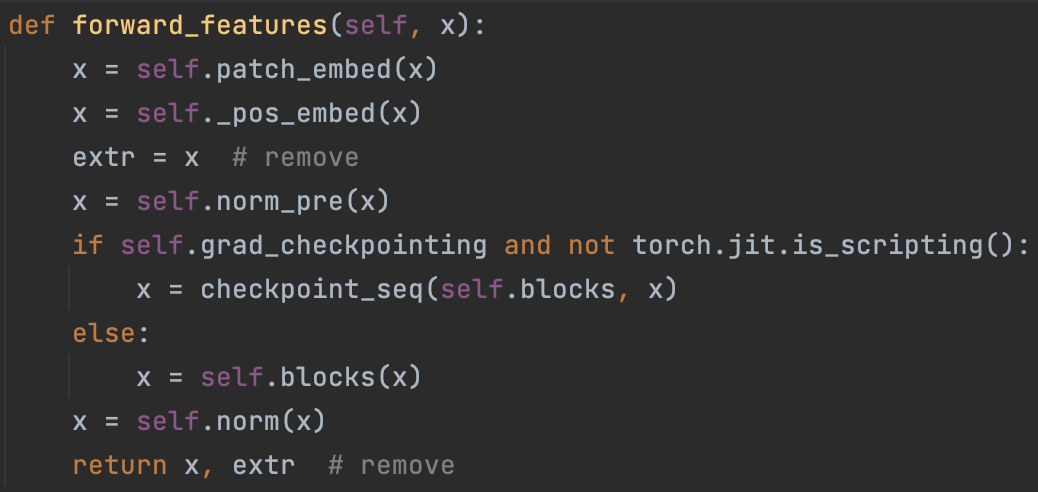 def forward_features(self, x):
    x = self.patch_embed(x)
    x = self._pos_embed(x)
    extr = x  # remove
    x = self.norm_pre(x)
    if self.grad_checkpointing and not torch.jit.is_scripting():
        x = checkpoint_seq(self.blocks, x)
    else:
        x = self.blocks(x)
    x = self.norm(x)
    return x, extr  # remove